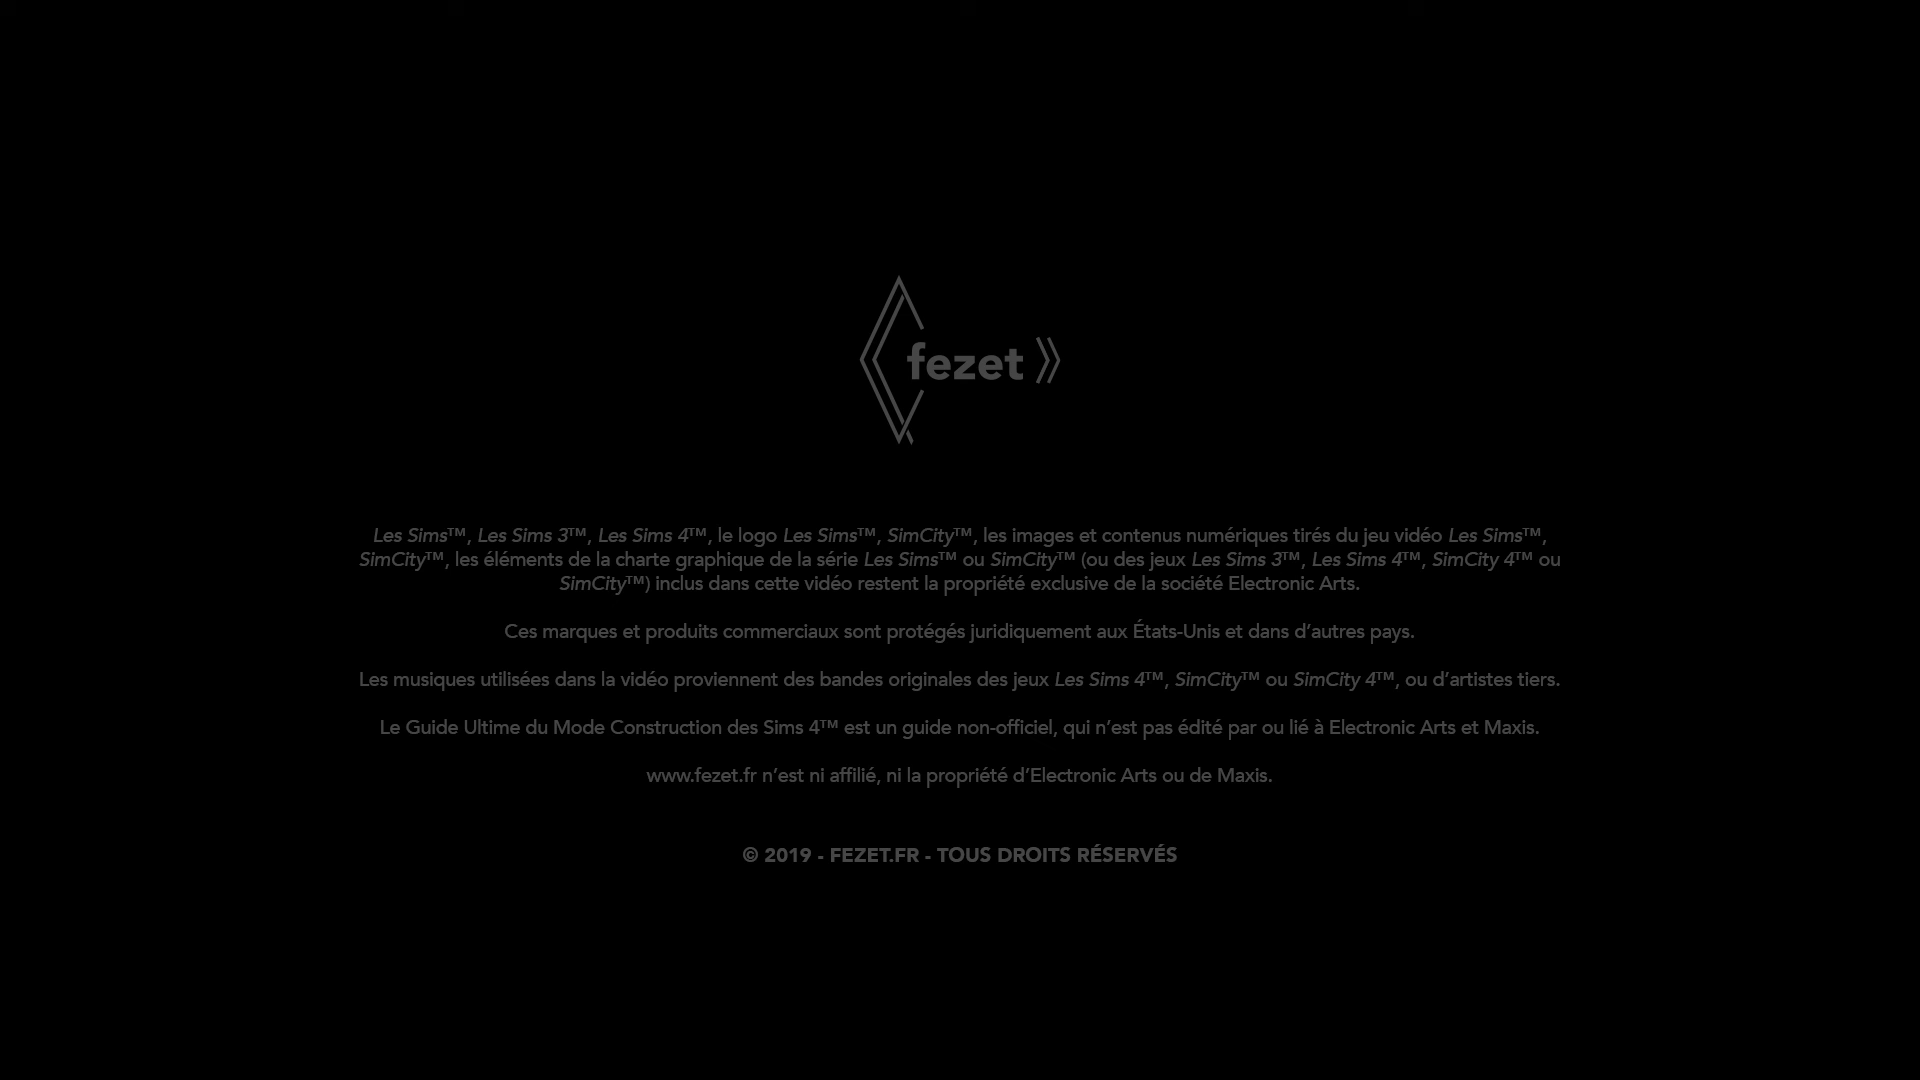 fezet
Les Sims™, Les Sims 3™, Les Sims 4™, le logo Les Sims™, SimCity™, les images et contenus numériques tirés du jeu vidéo Les Sims™,
SimCity™, les éléments de la charte graphique de la série Les Sims™ ou SimCity™ (ou des jeux Les Sims 3™, Les Sims 4™, SimCity 4™ ou
SimCity™) inclus dans cette vidéo restent la propriété exclusive de la société Electronic Arts.
Ces marques et produits commerciaux sont protégés juridiquement aux États-Unis et dans d’autres pays.
Les musiques utilisées dans la vidéo proviennent des bandes originales des jeux Les Sims 4™, SimCity™ ou SimCity 4™, ou d’artistes tiers.
Le Guide Ultime du Mode Construction des Sims 4™ est un guide non-officiel, qui n’est pas édité par ou lié à Electronic Arts et Maxis.
www.fezet.fr n’est ni affilié, ni la propriété d’Electronic Arts ou de Maxis.
© 2019 - FEZET.FR - TOUS DROITS RÉSERVÉS